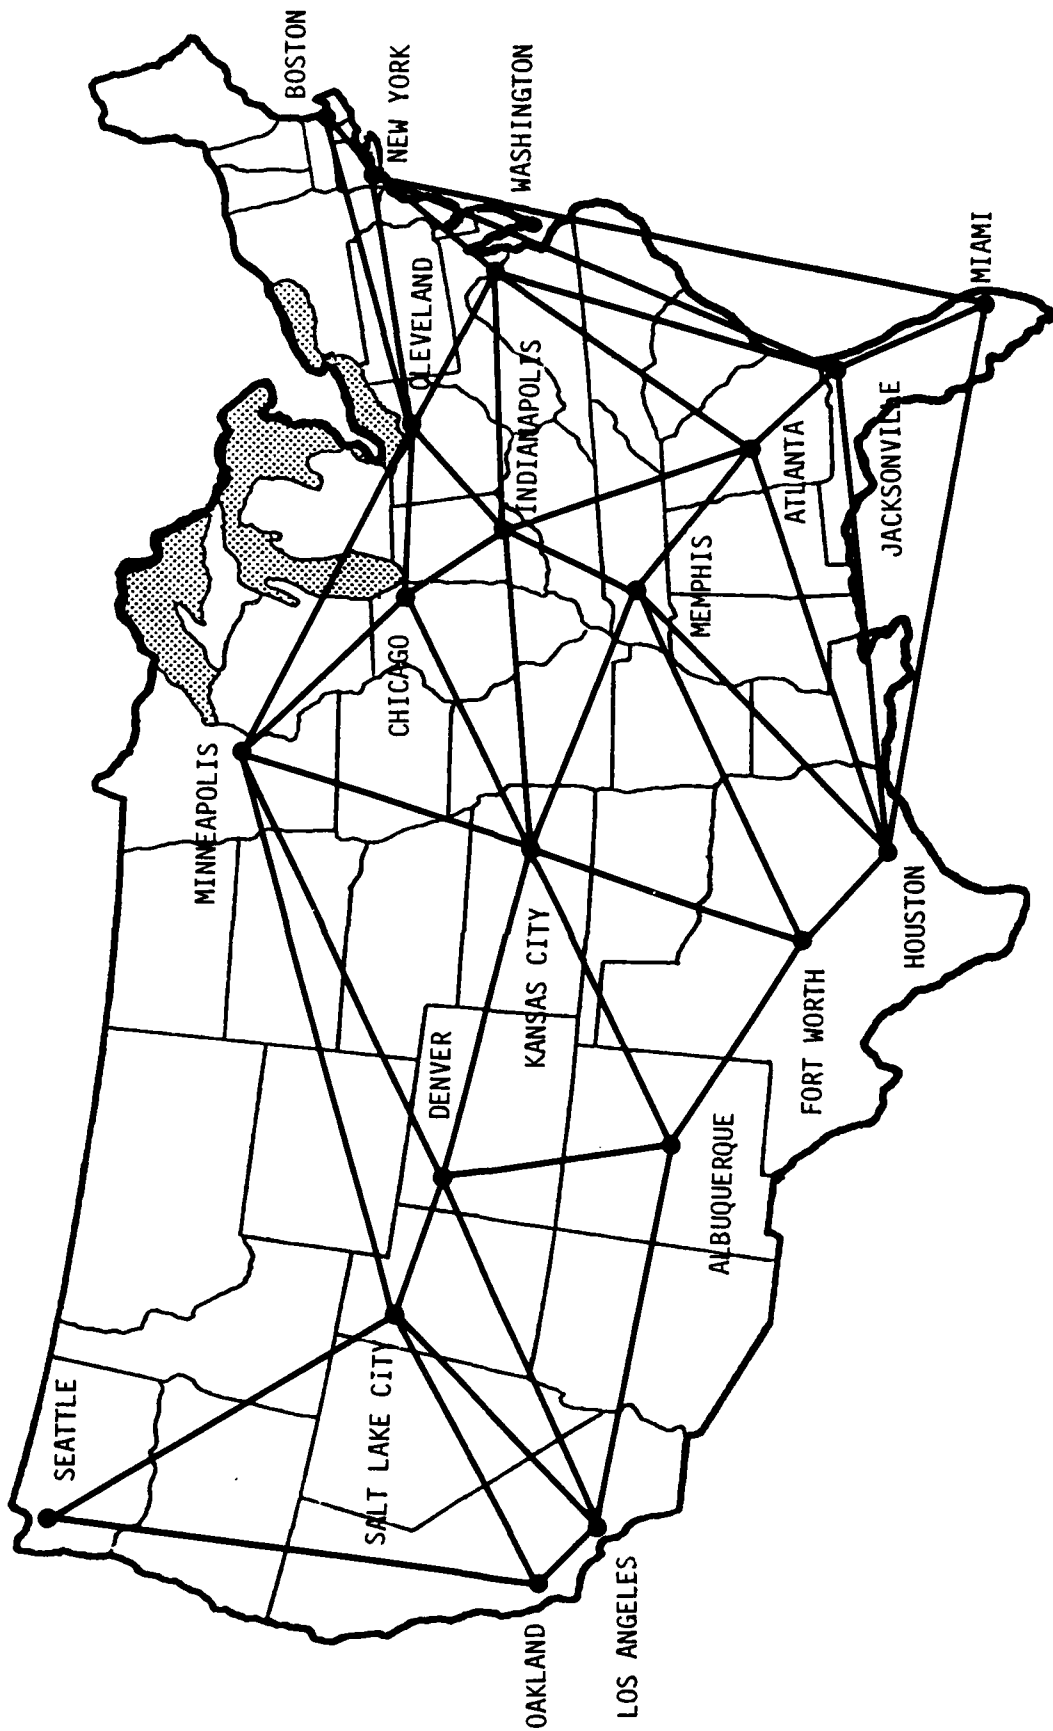 SEATTLE
OAKLAND
LOS ANGELES
SALT LAKE CITY
DENVER
ALBUQUERQUE
MINNEAPOLIS
KANSAS CITY
FORT WORTH
HOUSTON
CHICAGO
MEMPHIS
INDIANAPOLIS
CLEVELAND
ATLANTA
JACKSONVILLE
MIAMI
WASHINGTON
NEW YORK
BOSTON